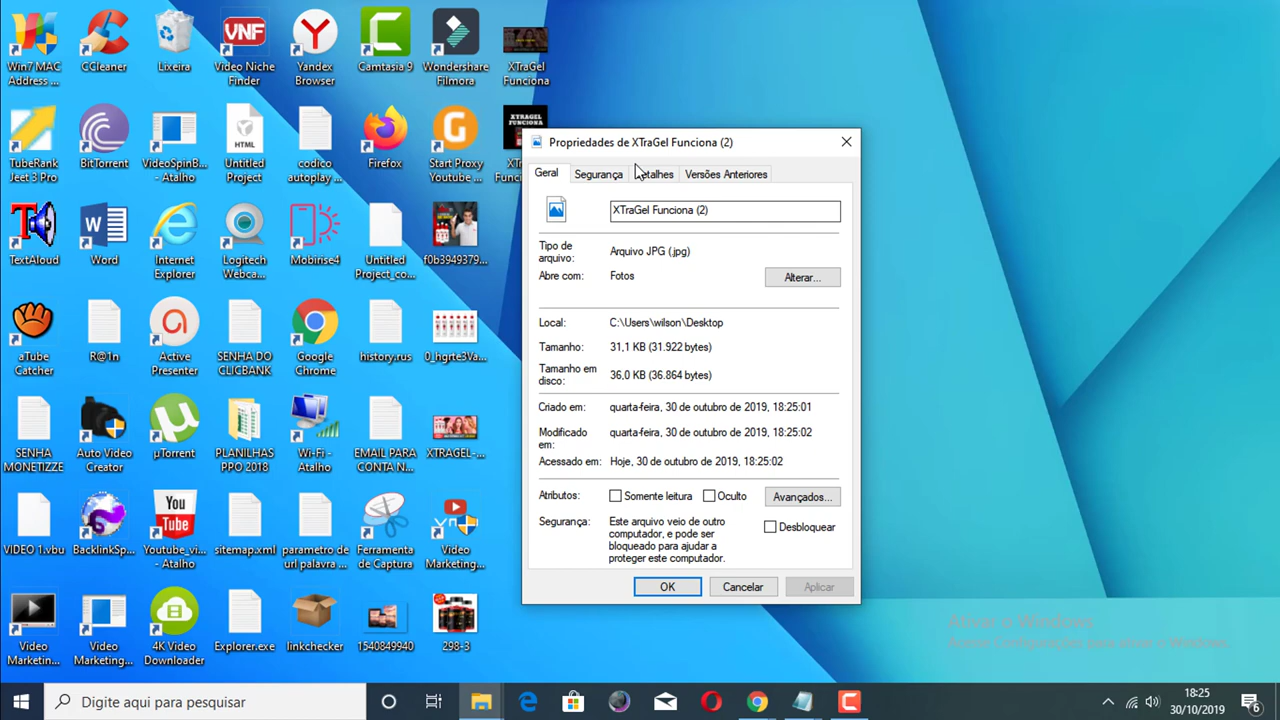 Win7 MAC
Address ...
CCleaner
Lixeira
VNF
Video Niche
Finder
Yandex
Browser
Camtasia 9
Wondershare
Filmora
XTraGel
Funciona
TubeRank
Jeet 3 Pro
BitTorrent
VideoSpinB...
- Atalho
HTML
Untitled
Project
codico
autoplay ...
Firefox
Start Proxy
Youtube ...
XTRAGEL
FUNCIONA
TextAloud
Word
Internet
Explorer
Logitech
Webca...
Mobirise4
Untitled
Project_co...
f0b3949379...
aTube
Catcher
R@1n
Active
Presenter
SENHA DO
CLICBANK
Google
Chrome
history.rus
0_hgrte3Va...
SENHA
MONETIZZE
Auto Video
Creator
µTorrent
PLANILHAS
PPO 2018
Wi-Fi -
Atalho
EMAIL PARA
CONTA N...
XTRAGEL-...
VIDEO 1.vbu
BacklinkSp...
You
Tube
Youtube_vi...
- Atalho
sitemap.xml
parametro de
url palavra ...
Ferramenta
de Captura
Video
Marketing...
Video
Marketin...
Video
Marketing...
4K Video
Downloader
Explorer.exe
linkchecker
1540849940
298-3
Propriedades de XTraGel Funciona (2)
Geral
Segurança
Versões Anteriores
XTraGel Funciona (2)
Tipo de
arquivo:
Arquivo JPG (.jpg)
Abre com:
Fotos
Alterar...
Local:
C:\Users\wilson\Desktop
Tamanho:
31,1 KB (31.922 bytes)
Tamanho em
disco:
36,0 KB (36.864 bytes)
Criado em:
quarta-feira, 30 de outubro de 2019, 18:25:01
Modificado
em:
quarta-feira, 30 de outubro de 2019, 18:25:02
Acessado em:
Hoje, 30 de outubro de 2019, 18:25:02
Atributos:
Somente leitura
Oculto
Avançados...
Segurança:
Este arquivo veio de outro
computador, e pode ser
bloqueado para ajudar a
proteger este computador.
Desbloquear
OK
Cancelar
Aplicar
Ativar o Windows
Acesse Configurações para ativar o Windows.
Digite aqui para pesquisar
18:25
30/10/2019
6